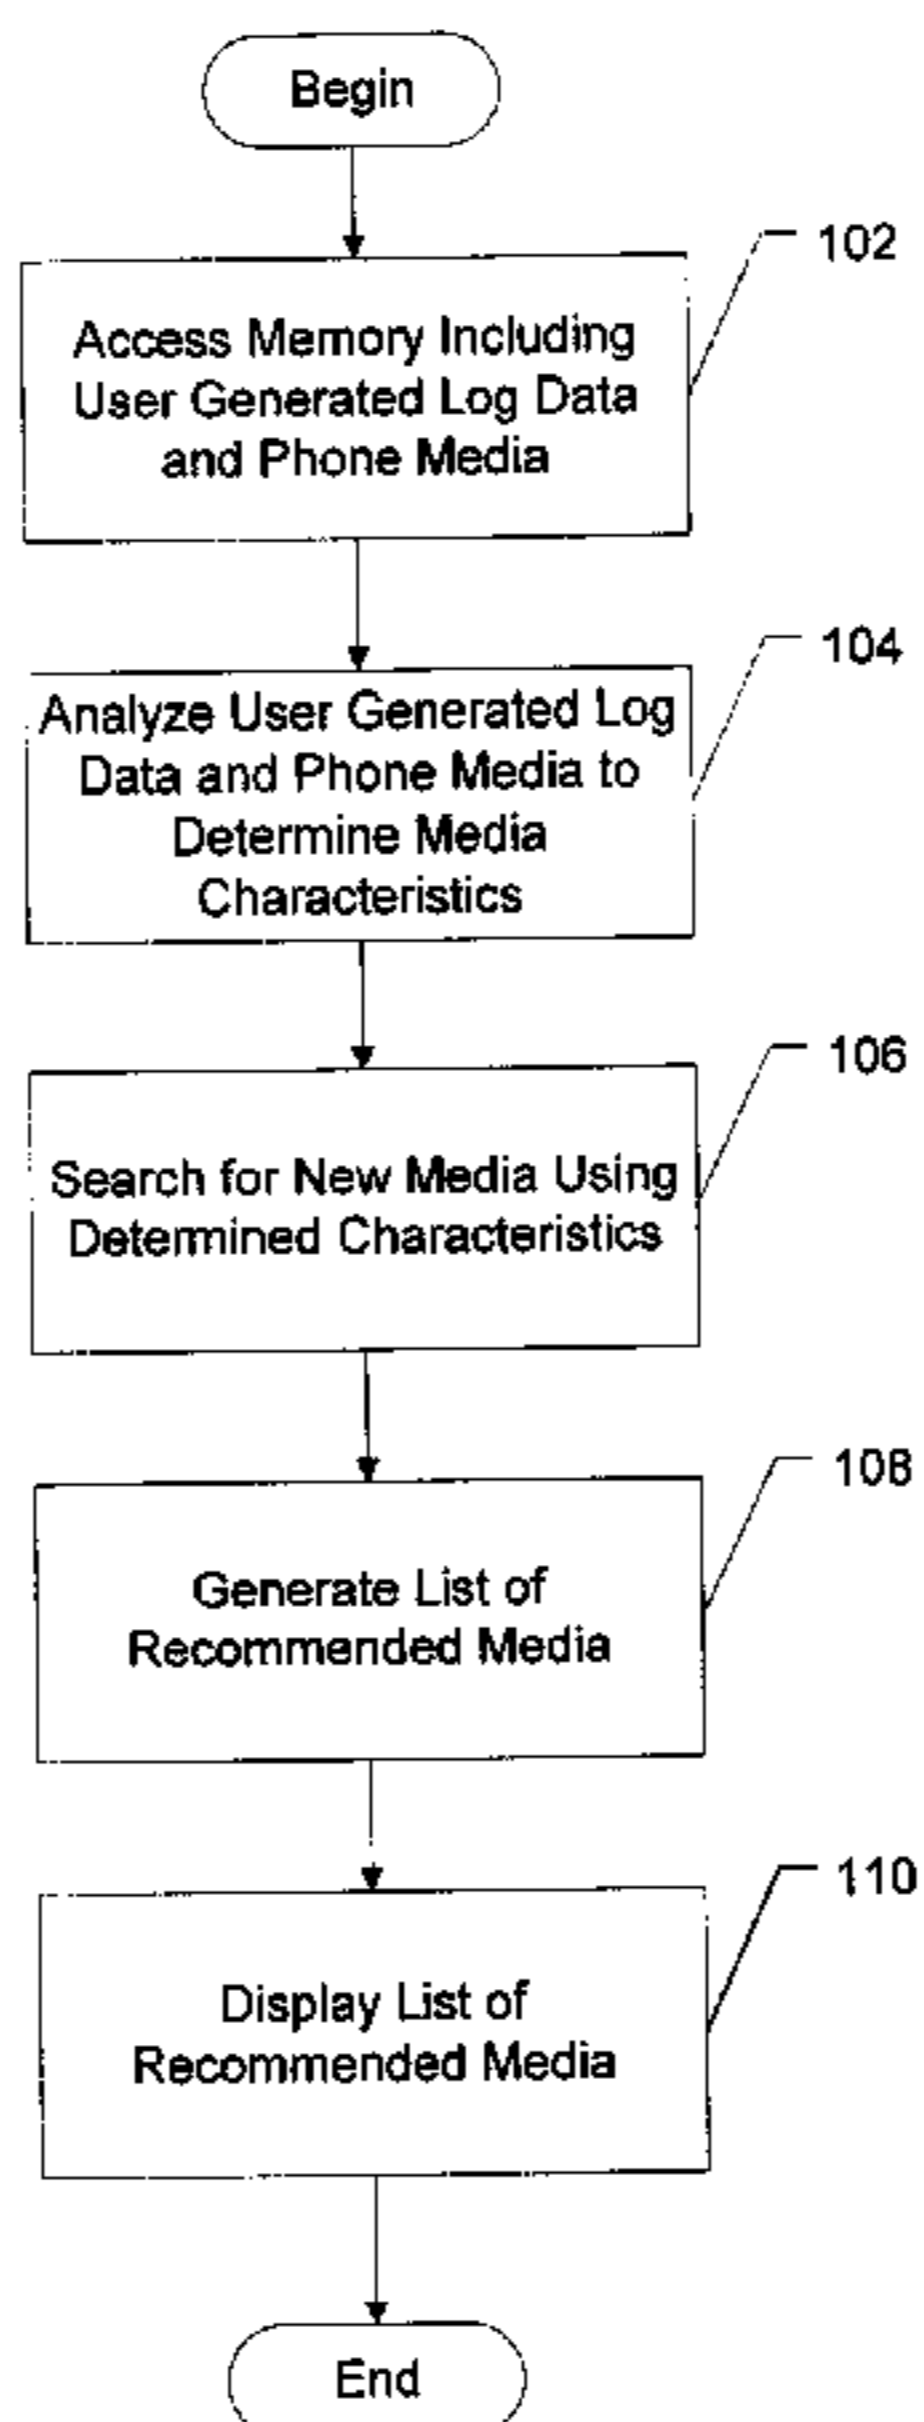 Begin
102
Access Memory Including
User Generated Log Data
and Phone Media
104
Analyze User Generated Log
Data and Phone Media to
Determine Media
Characteristics
106
Search for New Media Using
Determined Characteristics
108
Generate List of
Recommended Media
110
Display List of
Recommended Media
End